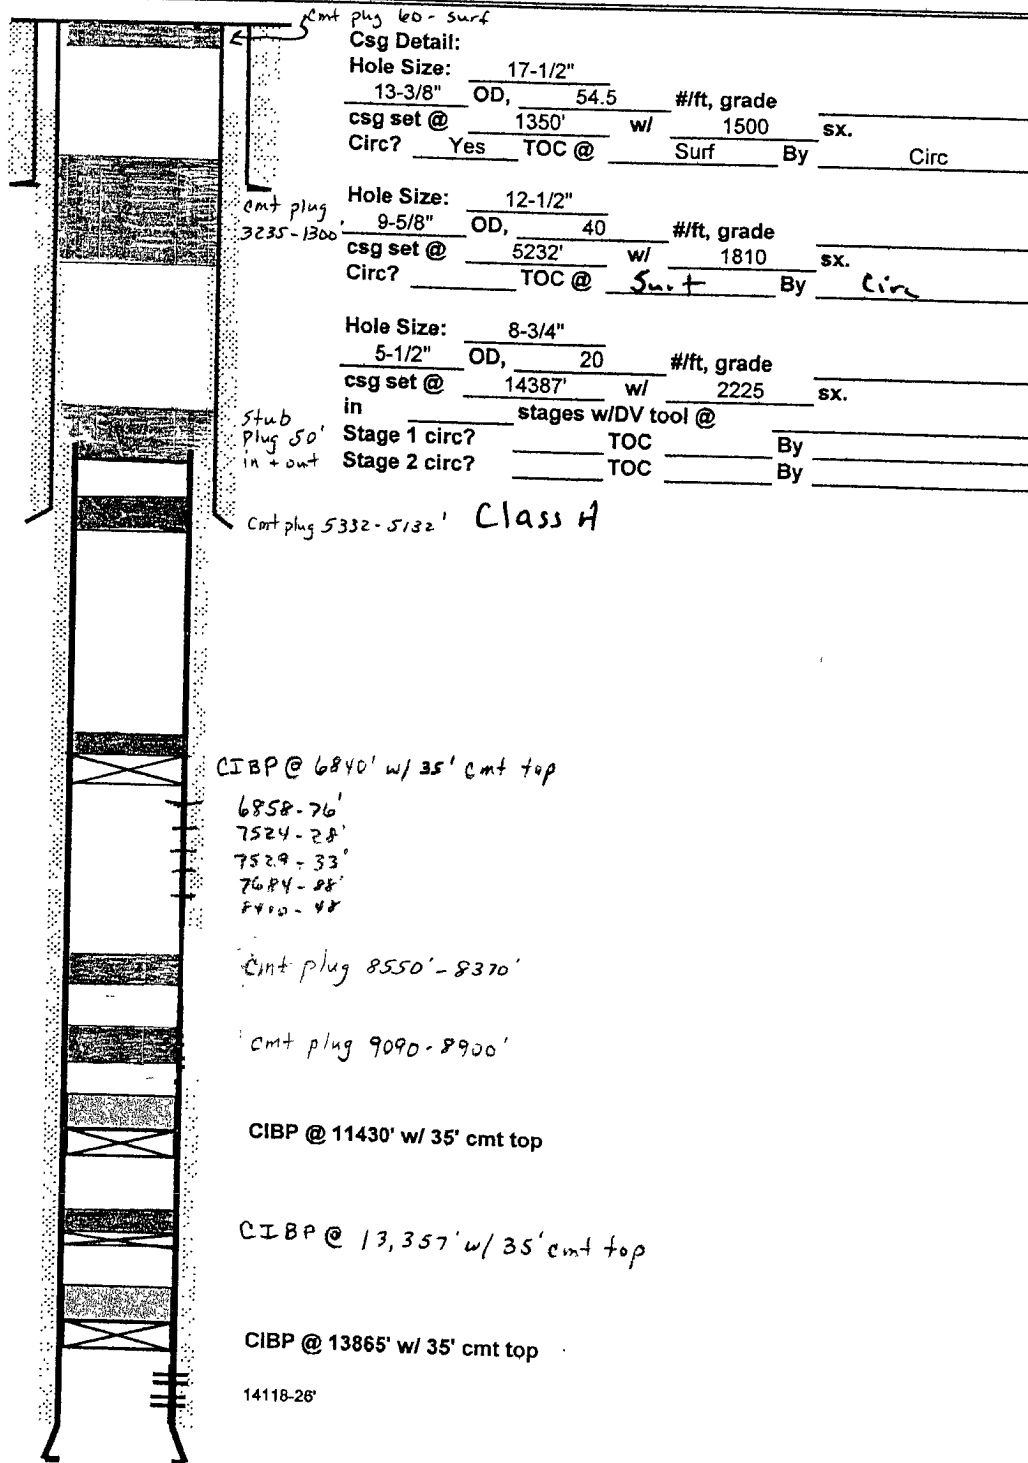 Cmt plug 60 - surf
Csg Detail:
Hole Size: 17-1/2"
13-3/8" OD, 54.5 #/ft, grade
csg set @ 1350' w/ 1500 sx.
Circ? Yes TOC @ Surf By Circ
Hole Size: 12-1/2"
9-5/8" OD, 40 #/ft, grade
csg set @ 5232' w/ 1810 sx.
Circ? TOC @ Surf By Circ
cmt plug
3235-1300'
Hole Size: 8-3/4"
5-1/2" OD, 20 #/ft, grade
csg set @ 14387' w/ 2225 sx.
in stages w/DV tool @
Stage 1 circ? TOC By
Stage 2 circ? TOC By
Stub
plug 50'
in + out
Cmt plug 5332-5132' Class H
CIBP @ 6840' w/ 35' cmt top
6858-76'
7524-28'
7529-33'
7684-88'
-48
Cmt plug 8550'-8370'
cmt plug 9090-8900'
CIBP @ 11430' w/ 35' cmt top
CIBP @ 13,357' w/ 35' cmt top
CIBP @ 13865' w/ 35' cmt top
14118-26'